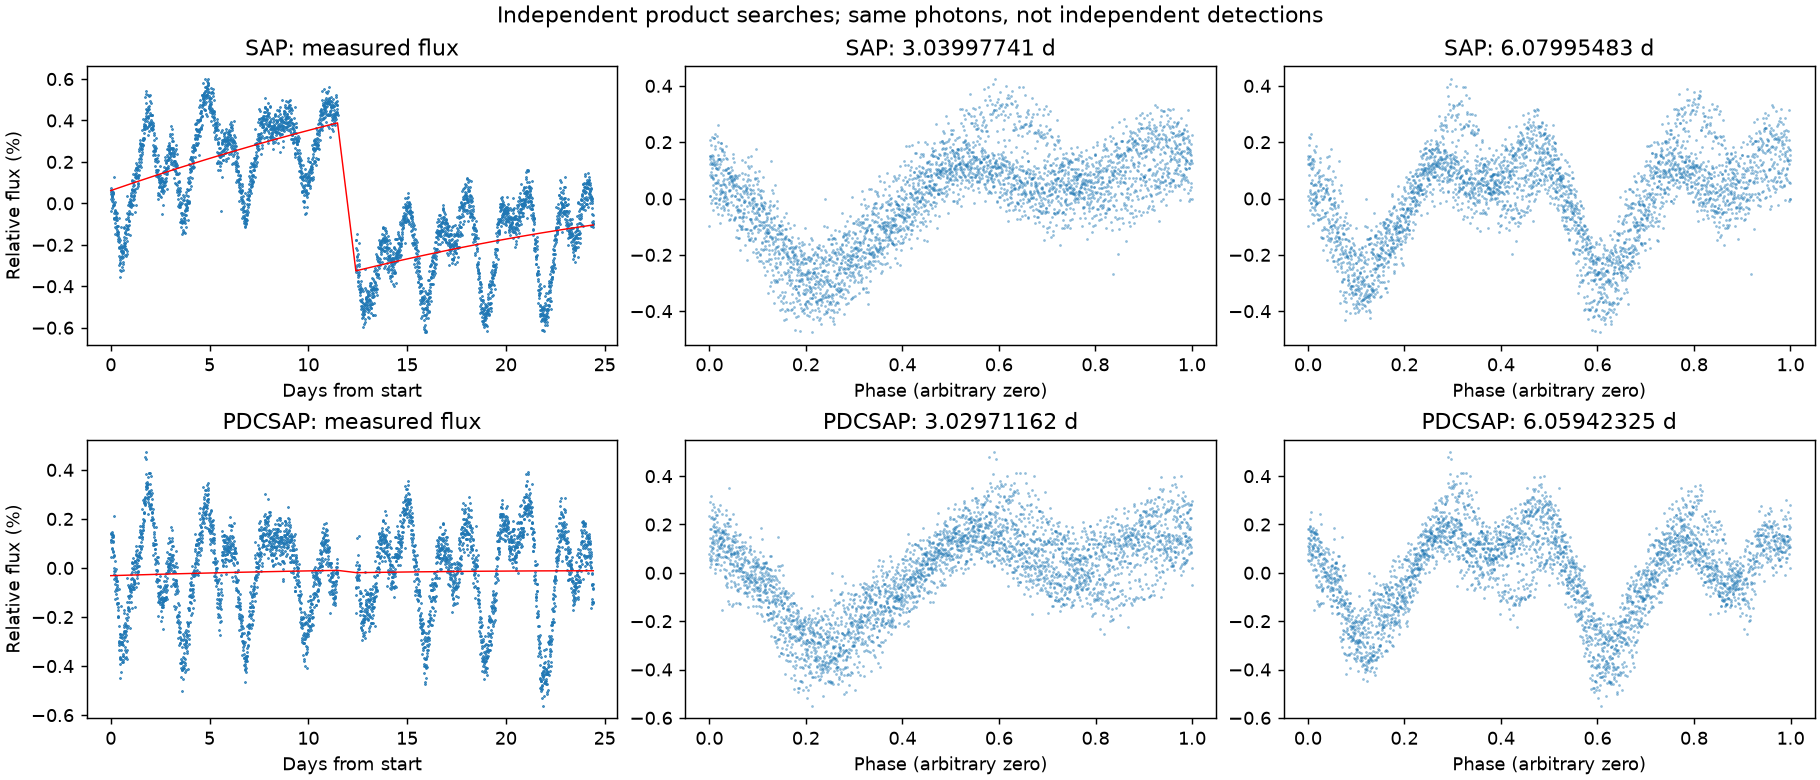 Independent product searches; same photons, not independent detections
SAP: measured flux
SAP: 3.03997741 d
SAP: 6.07995483 d
Relative flux (%)
0.6
0.4
0.2
0.0
−0.2
−0.4
−0.6
0 5 10 15 20 25
Days from start
0.4
0.2
0.0
−0.2
−0.4
0.0 0.2 0.4 0.6 0.8 1.0
Phase (arbitrary zero)
0.4
0.2
0.0
−0.2
−0.4
0.0 0.2 0.4 0.6 0.8 1.0
Phase (arbitrary zero)
PDCSAP: measured flux
PDCSAP: 3.02971162 d
PDCSAP: 6.05942325 d
Relative flux (%)
0.4
0.2
0.0
−0.2
−0.4
−0.6
0 5 10 15 20 25
Days from start
0.4
0.2
0.0
−0.2
−0.4
−0.6
0.0 0.2 0.4 0.6 0.8 1.0
Phase (arbitrary zero)
0.4
0.2
0.0
−0.2
−0.4
−0.6
0.0 0.2 0.4 0.6 0.8 1.0
Phase (arbitrary zero)